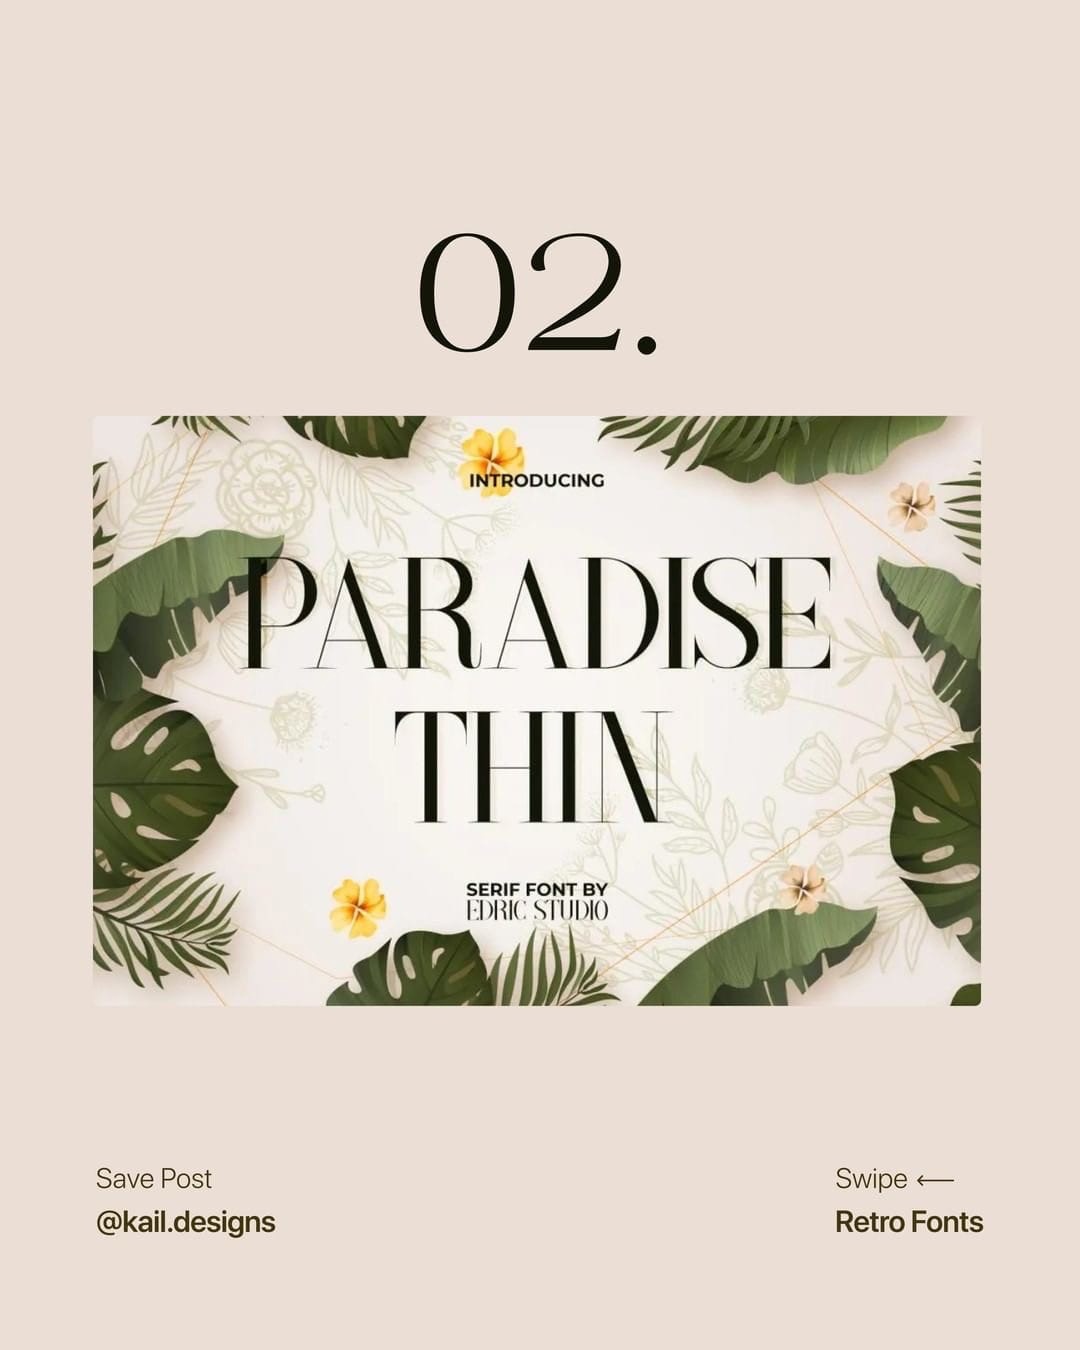 02.
INTRODUCING
PARADISE
THIN
SERIF FONT BY
EDRIC STUDIO
Save Post
@kail.designs
Swipe ⟵
Retro Fonts